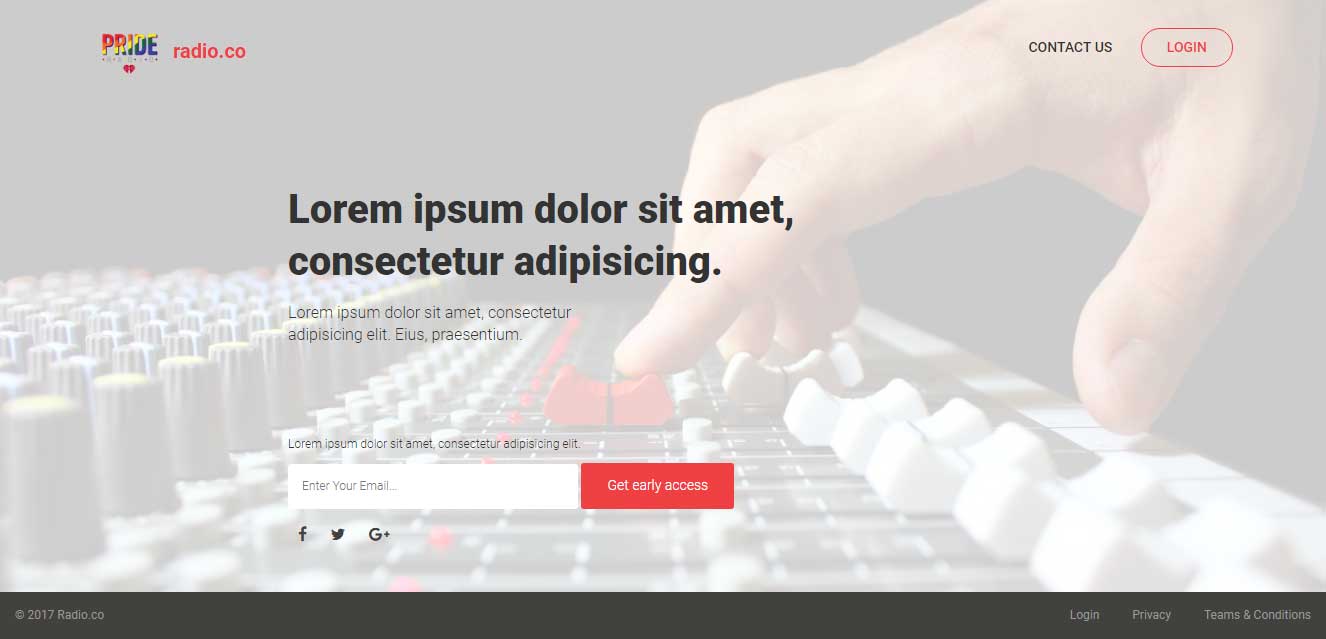 PRIDE
radio.co
CONTACT US
LOGIN
Lorem ipsum dolor sit amet,
consectetur adipisicing.
Lorem ipsum dolor sit amet, consectetur
adipisicing elit. Eius, praesentium.
Lorem ipsum dolor sit amet, consectetur adipisicing elit.
Enter Your Email...
Get early access
© 2017 Radio.co
Login
Privacy
Teams & Conditions